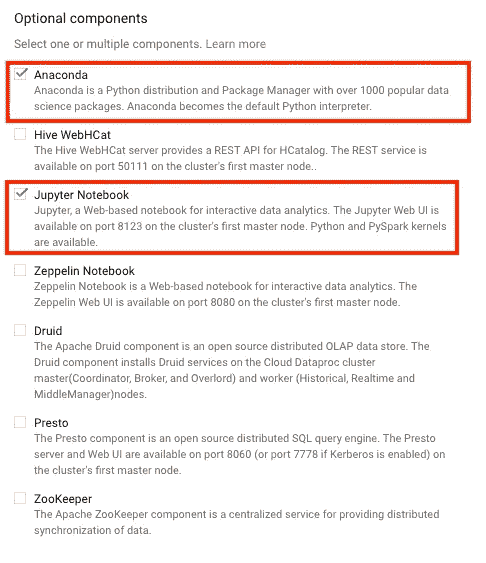 Optional components
Select one or multiple components. Learn more
Anaconda
Anaconda is a Python distribution and Package Manager with over 1000 popular data
science packages. Anaconda becomes the default Python interpreter.
Hive WebHCat
The Hive WebHCat server provides a REST API for HCatalog. The REST service is
available on port 50111 on the cluster's first master node..
Jupyter Notebook
Jupyter, a Web-based notebook for interactive data analytics. The Jupyter Web UI is
available on port 8123 on the cluster's first master node. Python and PySpark kernels
are available.
Zeppelin Notebook
Zeppelin Notebook is a Web-based notebook for interactive data analytics. The
Zeppelin Web UI is available on port 8080 on the cluster's first master node.
Druid
The Apache Druid component is an open source distributed OLAP data store. The
Druid component installs Druid services on the Cloud Dataproc cluster
master(Coordinator, Broker, and Overlord) and worker (Historical, Realtime and
MiddleManager)nodes.
Presto
The Presto component is an open source distributed SQL query engine. The Presto
server and Web UI are available on port 8060 (or port 7778 if Kerberos is enabled) on
the cluster's first master node.
ZooKeeper
The Apache ZooKeeper component is a centralized service for providing distributed
synchronization of data.